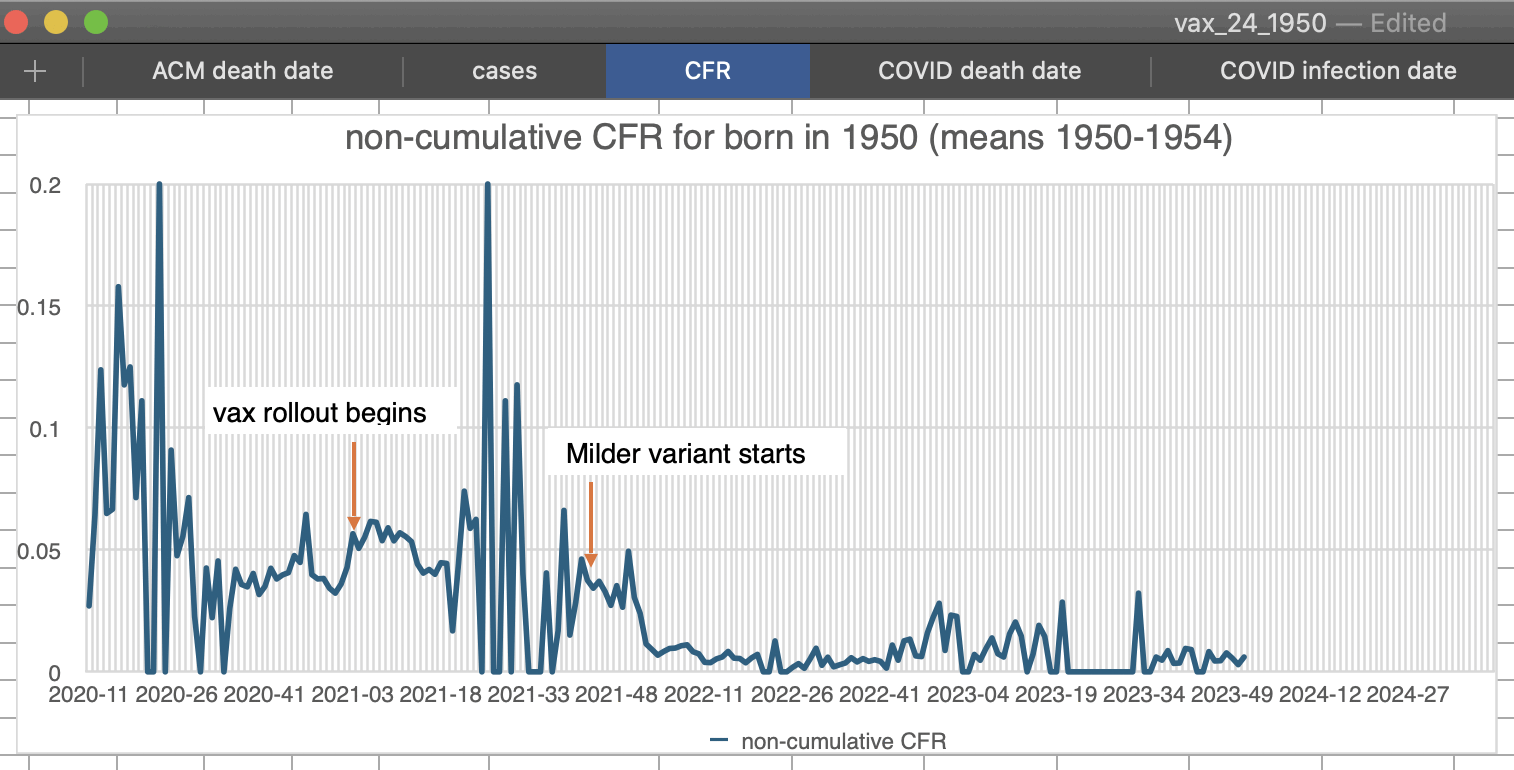 vax_24_1950 — Edited
+ ACM death date cases CFR COVID death date COVID infection date
non-cumulative CFR for born in 1950 (means 1950-1954)
0.2
0.15
0.1
0.05
0
vax rollout begins
Milder variant starts
2020-11 2020-26 2020-41 2021-03 2021-18 2021-33 2021-48 2022-11 2022-26 2022-41 2023-04 2023-19 2023-34 2023-49 2024-12 2024-27
non-cumulative CFR